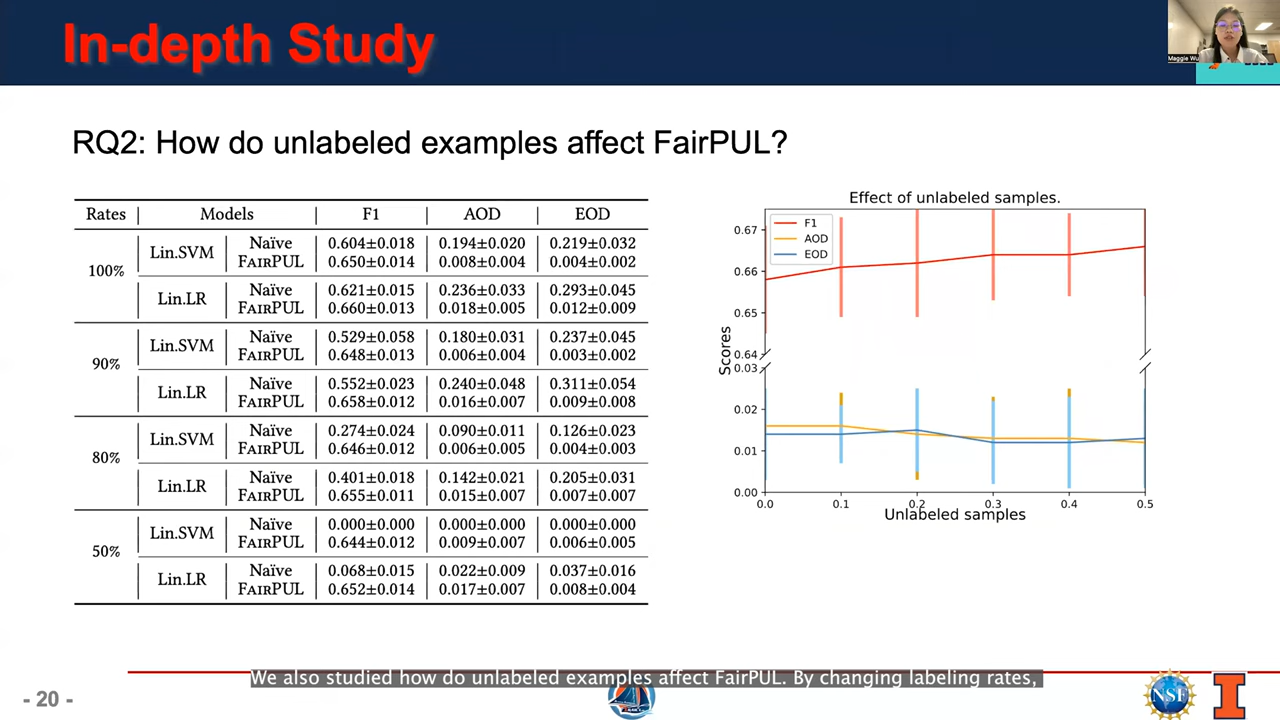 In-depth Study
Maggie Wu
RQ2: How do unlabeled examples affect FairPUL?
Rates Models F1 AOD EOD
100% Lin.SVM Naïve 0.604±0.018 0.194±0.020 0.219±0.032
FAIRPUL 0.650±0.014 0.008±0.004 0.004±0.002
Lin.LR Naïve 0.621±0.015 0.236±0.033 0.293±0.045
FAIRPUL 0.660±0.013 0.018±0.005 0.012±0.009
90% Lin.SVM Naïve 0.529±0.058 0.180±0.031 0.237±0.045
FAIRPUL 0.648±0.013 0.006±0.004 0.003±0.002
Lin.LR Naïve 0.552±0.023 0.240±0.048 0.311±0.054
FAIRPUL 0.658±0.012 0.016±0.007 0.009±0.008
80% Lin.SVM Naïve 0.274±0.024 0.090±0.011 0.126±0.023
FAIRPUL 0.646±0.012 0.006±0.005 0.004±0.003
Lin.LR Naïve 0.401±0.018 0.142±0.021 0.205±0.031
FAIRPUL 0.655±0.011 0.015±0.007 0.007±0.007
50% Lin.SVM Naïve 0.000±0.000 0.000±0.000 0.000±0.000
FAIRPUL 0.644±0.012 0.009±0.007 0.006±0.005
Lin.LR Naïve 0.068±0.015 0.022±0.009 0.037±0.016
FAIRPUL 0.652±0.014 0.017±0.007 0.008±0.004
Effect of unlabeled samples.
F1
AOD
EOD
0.67
0.66
0.65
0.64
0.03
0.02
0.01
0.00
Scores
0.0 0.1 0.2 0.3 0.4 0.5
Unlabeled samples
We also studied how do unlabeled examples affect FairPUL. By changing labeling rates,
- 20 -
NSF
I